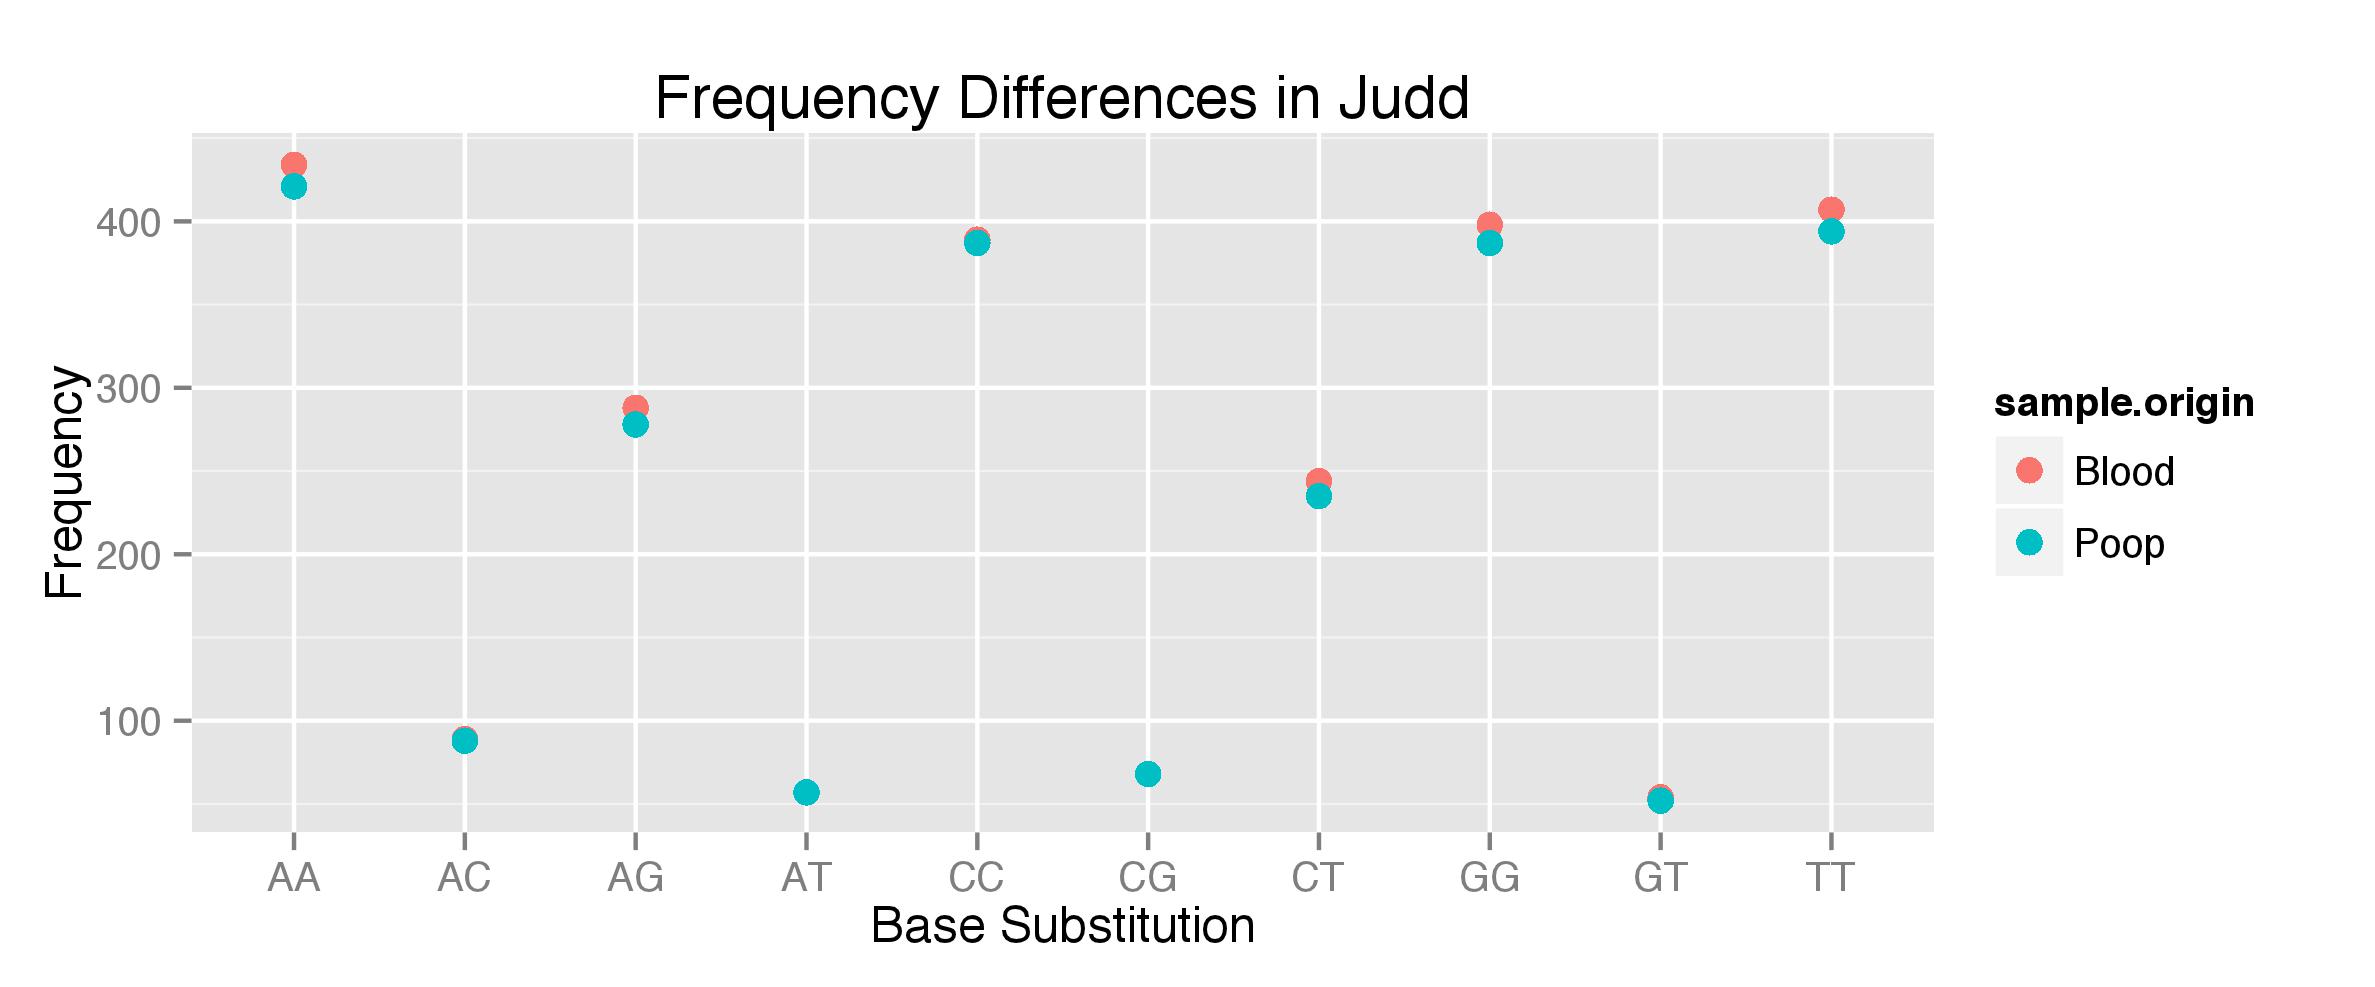 Frequency Differences in Judd
Frequency
400
300
200
100
AA AC AG AT CC CG CT GG GT TT
Base Substitution
sample.origin
Blood
Poop